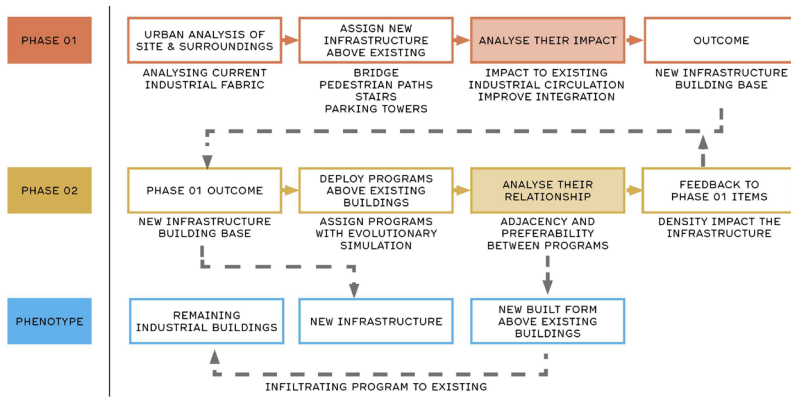 PHASE 01
URBAN ANALYSIS OF
SITE & SURROUNDINGS
ASSIGN NEW
INFRASTRUCTURE
ABOVE EXISTING
ANALYSE THEIR IMPACT
OUTCOME
ANALYSING CURRENT
INDUSTRIAL FABRIC
BRIDGE
PEDESTRIAN PATHS
STAIRS
PARKING TOWERS
IMPACT TO EXISTING
INDUSTRIAL CIRCULATION
IMPROVE INTEGRATION
NEW INFRASTRUCTURE
BUILDING BASE
PHASE 02
PHASE 01 OUTCOME
DEPLOY PROGRAMS
ABOVE EXISTING
BUILDINGS
ANALYSE THEIR
RELATIONSHIP
FEEDBACK TO
PHASE 01 ITEMS
NEW INFRASTRUCTURE
BUILDING BASE
ASSIGN PROGRAMS
WITH EVOLUTIONARY
SIMULATION
ADJACENCY AND
PREFERABILITY
BETWEEN PROGRAMS
DENSITY IMPACT THE
INFRASTRUCTURE
PHENOTYPE
REMAINING
INDUSTRIAL BUILDINGS
NEW INFRASTRUCTURE
NEW BUILT FORM
ABOVE EXISTING
BUILDINGS
INFILTRATING PROGRAM TO EXISTING